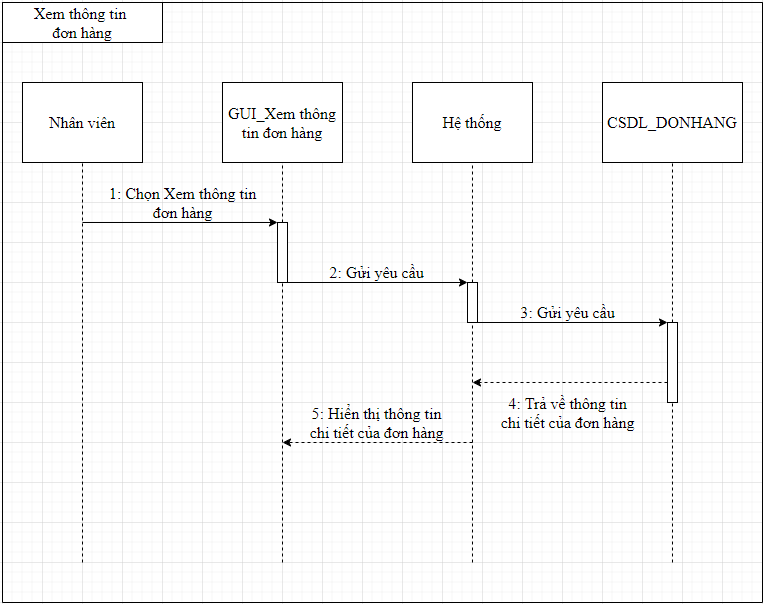 Xem thông tin
đơn hàng
Nhân viên
GUI_Xem thông
tin đơn hàng
Hệ thống
CSDL_DONHANG
1: Chọn Xem thông tin
đơn hàng
2: Gửi yêu cầu
3: Gửi yêu cầu
4: Trả về thông tin
chi tiết của đơn hàng
5: Hiển thị thông tin
chi tiết của đơn hàng